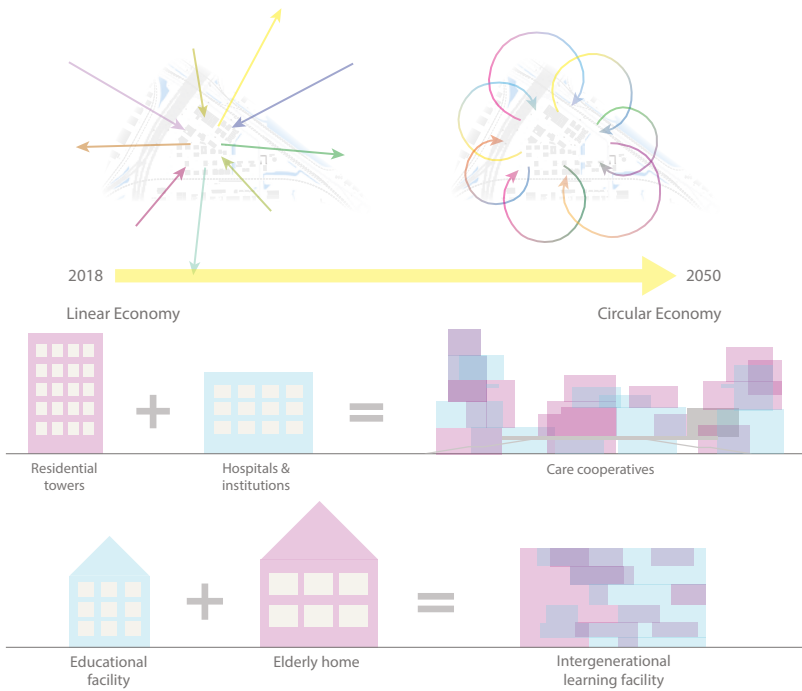 2018
2050
Linear Economy
Circular Economy
+
=
Residential
towers
Hospitals &
institutions
Care cooperatives
+
=
Educational
facility
Elderly home
Intergenerational
learning facility